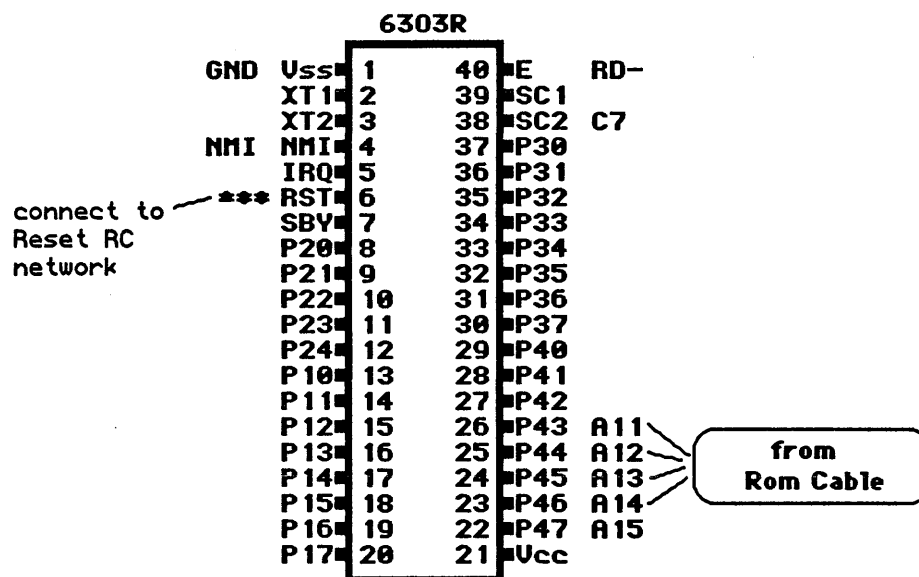 6303R
GND Vss 1 40 E RD-
XT1 2 39 SC1
XT2 3 38 SC2 C7
NMI NMI 4 37 P30
IRQ 5 36 P31
connect to Reset RC network
*** RST 6 35 P32
SBY 7 34 P33
P20 8 33 P34
P21 9 32 P35
P22 10 31 P36
P23 11 30 P37
P24 12 29 P40
P10 13 28 P41
P11 14 27 P42
P12 15 26 P43 A11
P13 16 25 P44 A12
P14 17 24 P45 A13
P15 18 23 P46 A14
P16 19 22 P47 A15
P17 20 21 Vcc
from
Rom Cable